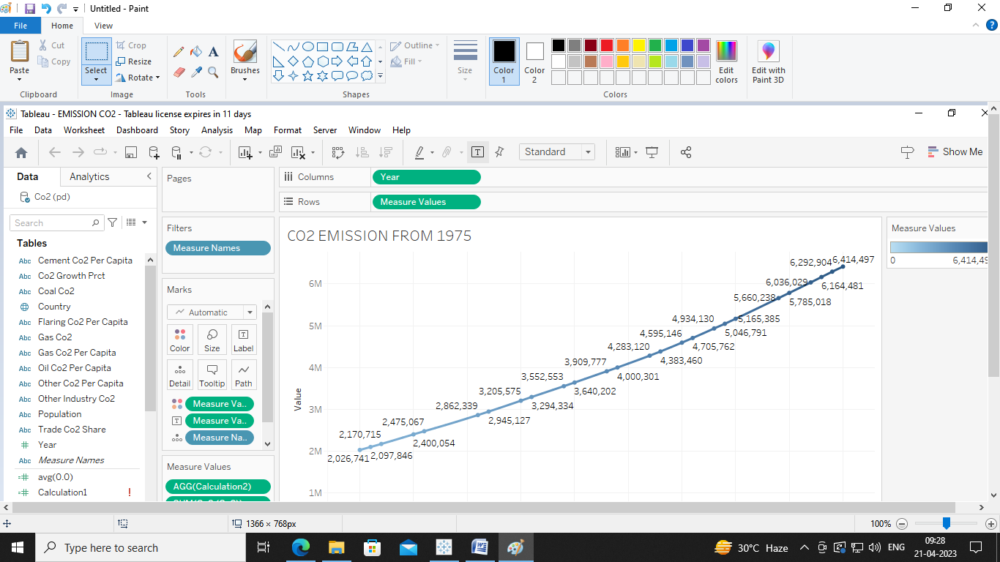 Untitled - Paint
File Home View
Paste
Cut
Copy
Clipboard
Select
Crop
Resize
Rotate
Image
A
Tools
Brushes
Shapes
Outline
Fill
Size
Color 1
Color 2
Edit colors
Colors
Edit with Paint 3D
Tableau - EMISSION CO2 - Tableau license expires in 11 days
File Data Worksheet Dashboard Story Analysis Map Format Server Window Help
Standard
Show Me
Data Analytics
Co2 (pd)
Search
Tables
Abc Cement Co2 Per Capita
Abc Co2 Growth Prct
Abc Coal Co2
Country
Abc Flaring Co2 Per Capita
Abc Gas Co2
Abc Gas Co2 Per Capita
Abc Oil Co2 Per Capita
Abc Other Co2 Per Capita
Abc Other Industry Co2
Abc Population
Abc Trade Co2 Share
# Year
Abc Measure Names
=# avg(0.0)
=# Calculation1 !
Pages
Filters
Measure Names
Marks
Automatic
Color Size Label
Detail Tooltip Path
Measure Va..
Measure Va..
Measure Na..
Measure Values
AGG(Calculation2)
Columns Year
Rows Measure Values
CO2 EMISSION FROM 1975
Value
6M
5M
4M
3M
2M
1M
6,292,904 6,414,497
6,036,029 6,164,481
5,660,238 5,785,018
4,934,130 5,165,385
4,595,146 5,046,791
4,283,120 4,705,762
4,383,460
3,909,777
4,000,301
3,552,553
3,640,202
3,205,575
3,294,334
2,862,339
2,945,127
2,475,067
2,400,054
2,170,715
2,026,741 2,097,846
Measure Values
0 6,414,49
1366 × 768px
100%
Type here to search
30°C Haze
ENG
09:28
21-04-2023